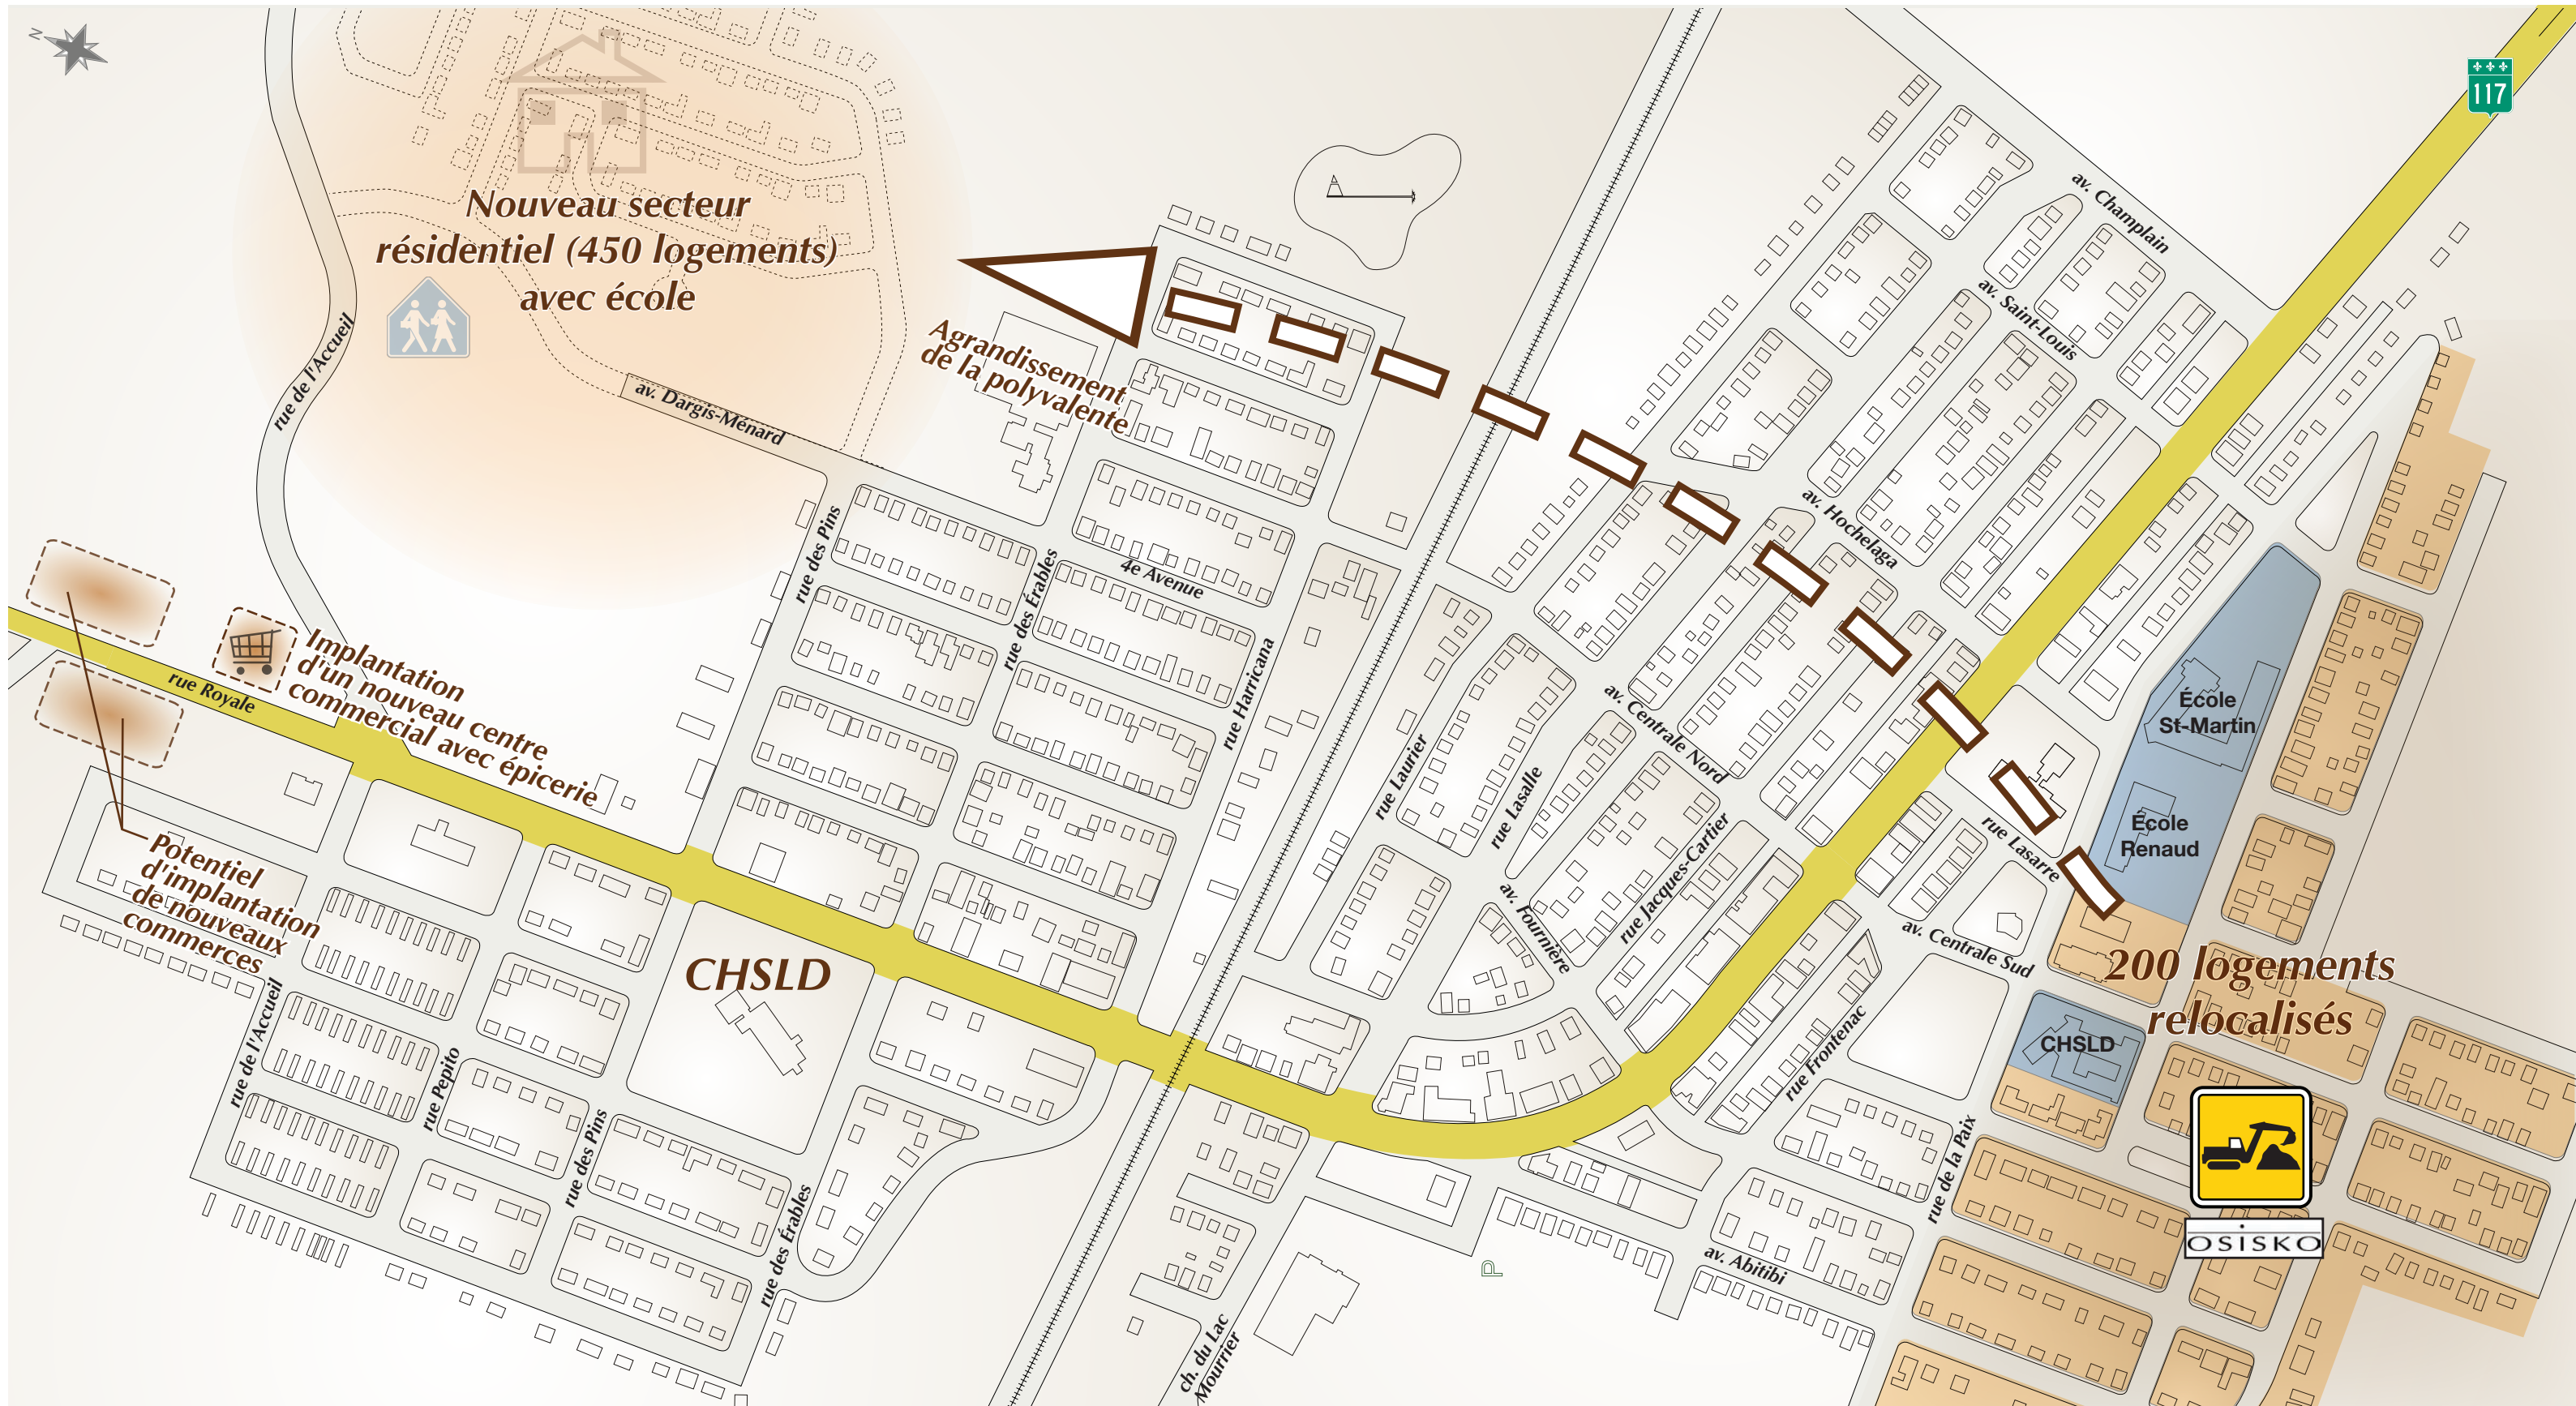 N
117
Nouveau secteur
résidentiel (450 logements)
avec école
av. Champlain
av. Saint-Louis
rue de l'Accueil
Agrandissement
de la polyvalente
av. Dargis-Ménard
av. Hochelaga
rue des Pins
rue des Érables
4e Avenue
Implantation
d'un nouveau centre
commercial avec épicerie
rue Royale
rue Harricana
av. Centrale Nord
École
St-Martin
rue Laurier
rue Lasalle
rue Jacques-Cartier
École
Renaud
rue Lasarre
Potentiel
d'implantation
de nouveaux
commerces
av. Fournière
av. Centrale Sud
CHSLD
200 logements
relocalisés
CHSLD
rue de l'Accueil
rue Pepito
rue des Pins
rue des Érables
rue Frontenac
rue de la Paix
OSISKO
av. Abitibi
P
ch. du Lac
Mourrier